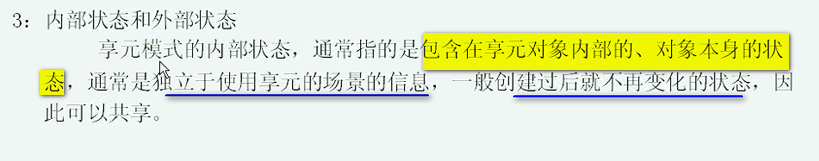 3：内部状态和外部状态
享元模式的内部状态，通常指的是包含在享元对象内部的、对象本身的状
态，通常是独立于使用享元的场景的信息，一般创建过后就不再变化的状态，因
此可以共享。